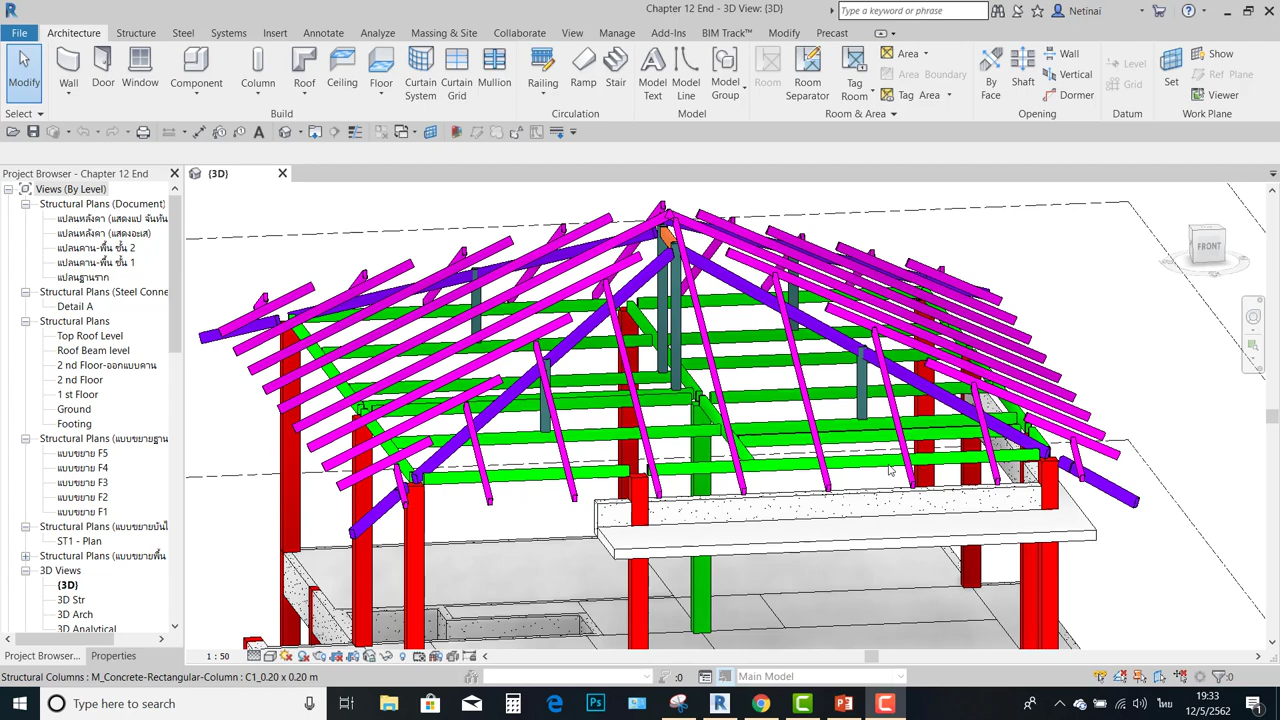 Chapter 12 End - 3D View: {3D}
Type a keyword or phrase
Netinai
File Architecture Structure Steel Systems Insert Annotate Analyze Massing & Site Collaborate View Manage Add-Ins BIM Track™ Modify Precast
Modify Wall Door Window Component Column Roof Ceiling Floor Curtain System Curtain Grid Mullion Railing Ramp Stair Model Text Model Line Model Group Room Room Separator Tag Room Area Area Boundary Tag Area By Face Shaft Wall Vertical Dormer Level Grid Set Show Ref Plane Viewer
Select Build Circulation Model Room & Area Opening Datum Work Plane
Project Browser - Chapter 12 End
{3D}
Views (By Level)
Structural Plans (Document)
แปลนหลังคา (แสดงแป จันทัน
แปลนหลังคา (แสดงอะเส)
แปลนคาน-พื้น ชั้น 2
แปลนคาน-พื้น ชั้น 1
แปลนฐานราก
Structural Plans (Steel Conne
Detail A
Structural Plans
Top Roof Level
Roof Beam level
2 nd Floor-ออกแบบคาน
2 nd Floor
1 st Floor
Ground
Footing
Structural Plans (แบบขยายฐาน
แบบขยาย F5
แบบขยาย F4
แบบขยาย F3
แบบขยาย F2
แบบขยาย F1
Structural Plans (แบบขยายบันไ
ST1 - Plan
Structural Plans (แบบขยายพื้น
3D Views
{3D}
3D Str
3D Arch
3D Analytical
FRONT
Project Browser... Properties
1 : 50
Structural Columns : M_Concrete-Rectangular-Column : C1_0.20 x 0.20 m
:0
Main Model
:0
Type here to search
ไทย
19:33
12/5/2562